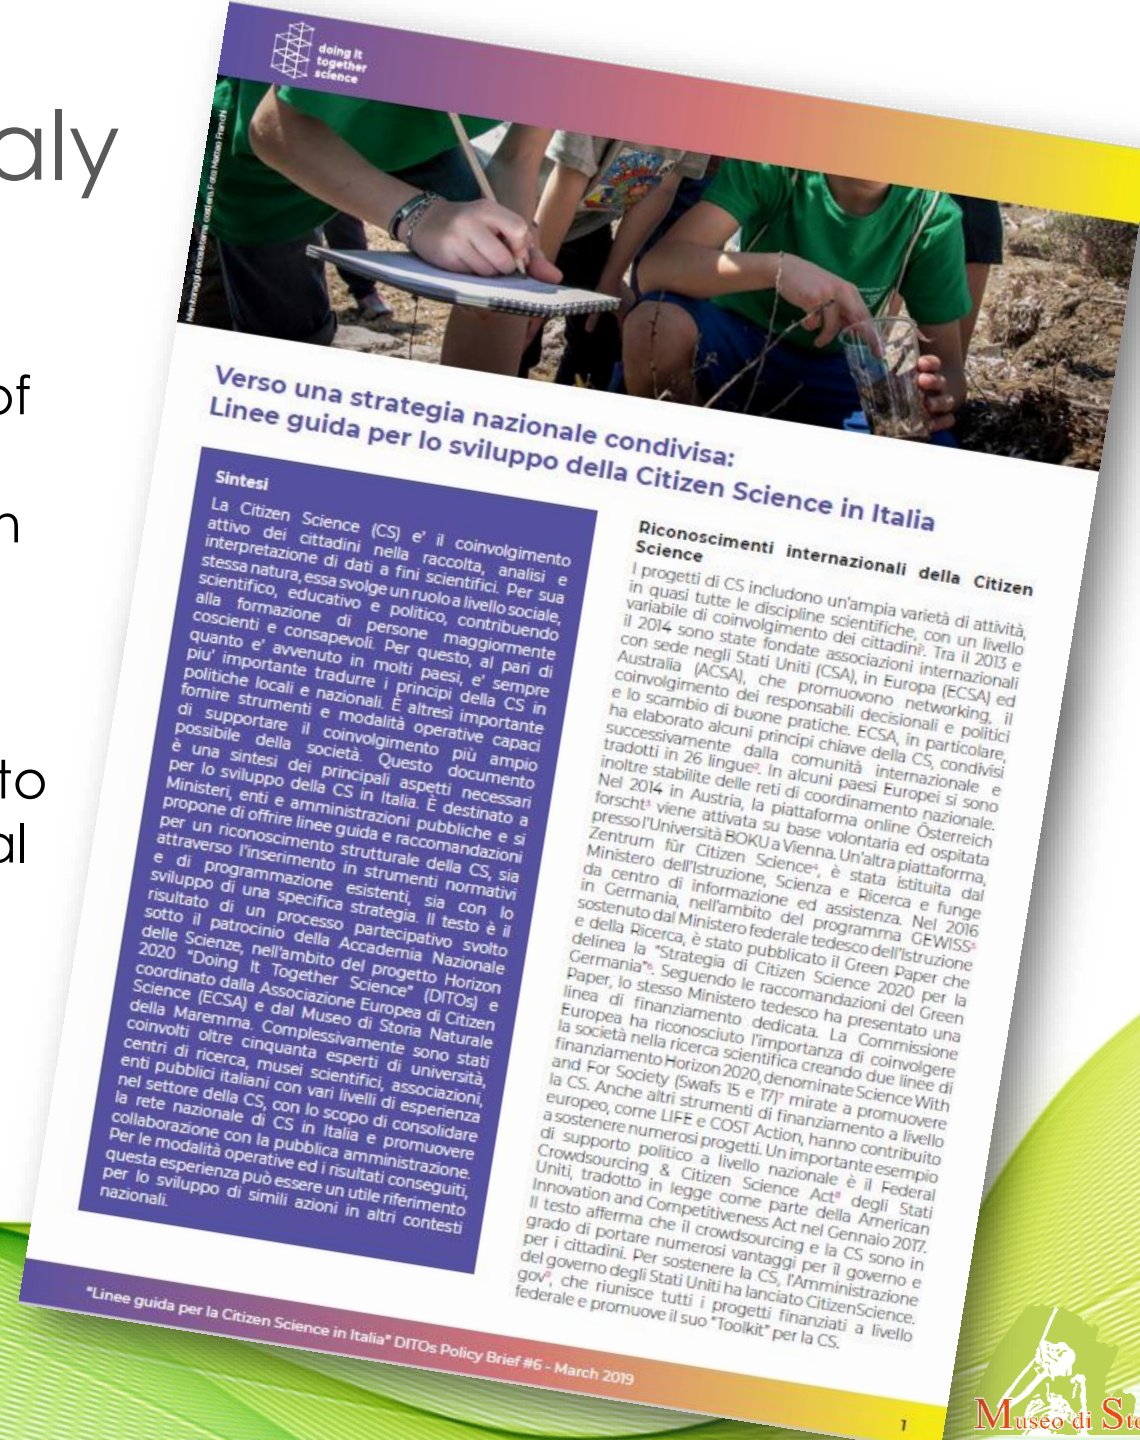 aly
of
n
to
al
doing it
together
science
Monitoraggio ecosistema costiero. Foto Matteo Franchi
Verso una strategia nazionale condivisa:
Linee guida per lo sviluppo della Citizen Science in Italia
Sintesi
La Citizen Science (CS) e' il coinvolgimento
attivo dei cittadini nella raccolta, analisi e
interpretazione di dati a fini scientifici. Per sua
stessa natura, essa svolge un ruolo a livello sociale,
scientifico, educativo e politico, contribuendo
alla formazione di persone maggiormente
coscienti e consapevoli. Per questo, al pari di
quanto e' avvenuto in molti paesi, e' sempre
piu' importante tradurre i principi della CS in
politiche locali e nazionali. È altresì importante
fornire strumenti e modalità operative capaci
di supportare il coinvolgimento più ampio
possibile della società. Questo documento
è una sintesi dei principali aspetti necessari
per lo sviluppo della CS in Italia. È destinato a
Ministeri, enti e amministrazioni pubbliche e si
propone di offrire linee guida e raccomandazioni
per un riconoscimento strutturale della CS, sia
attraverso l'inserimento in strumenti normativi
e di programmazione esistenti, sia con lo
sviluppo di una specifica strategia. Il testo è il
risultato di un processo partecipativo svolto
sotto il patrocinio della Accademia Nazionale
delle Scienze, nell'ambito del progetto Horizon
2020 "Doing It Together Science" (DITOs) e
coordinato dalla Associazione Europea di Citizen
Science (ECSA) e dal Museo di Storia Naturale
della Maremma. Complessivamente sono stati
coinvolti oltre cinquanta esperti di università,
centri di ricerca, musei scientifici, associazioni,
enti pubblici italiani con vari livelli di esperienza
nel settore della CS, con lo scopo di consolidare
la rete nazionale di CS in Italia e promuovere
collaborazione con la pubblica amministrazione.
Per le modalità operative ed i risultati conseguiti,
questa esperienza può essere un utile riferimento
per lo sviluppo di simili azioni in altri contesti
nazionali.
Riconoscimenti internazionali della Citizen
Science
I progetti di CS includono un'ampia varietà di attività,
in quasi tutte le discipline scientifiche, con un livello
variabile di coinvolgimento dei cittadini¹. Tra il 2013 e
il 2014 sono state fondate associazioni internazionali
con sede negli Stati Uniti (CSA), in Europa (ECSA) ed
Australia (ACSA), che promuovono networking, il
coinvolgimento dei responsabili decisionali e politici
e lo scambio di buone pratiche. ECSA, in particolare,
ha elaborato alcuni principi chiave della CS, condivisi
successivamente dalla comunità internazionale e
tradotti in 26 lingue². In alcuni paesi Europei si sono
inoltre stabilite delle reti di coordinamento nazionale.
Nel 2014 in Austria, la piattaforma online Österreich
forscht³ viene attivata su base volontaria ed ospitata
presso l'Università BOKU a Vienna. Un'altra piattaforma,
Zentrum für Citizen Science⁴, è stata istituita dal
Ministero dell'Istruzione, Scienza e Ricerca e funge
da centro di informazione ed assistenza. Nel 2016
in Germania, nell'ambito del programma GEWISS⁵
sostenuto dal Ministero federale tedesco dell'Istruzione
e della Ricerca, è stato pubblicato il Green Paper che
delinea la "Strategia di Citizen Science 2020 per la
Germania"⁶. Seguendo le raccomandazioni del Green
Paper, lo stesso Ministero tedesco ha presentato una
linea di finanziamento dedicata. La Commissione
Europea ha riconosciuto l'importanza di coinvolgere
la società nella ricerca scientifica creando due linee di
finanziamento Horizon 2020, denominate Science With
and For Society (Swafs 15 e 17)⁷ mirate a promuovere
la CS. Anche altri strumenti di finanziamento a livello
europeo, come LIFE e COST Action, hanno contribuito
a sostenere numerosi progetti. Un importante esempio
di supporto politico a livello nazionale è il Federal
Crowdsourcing & Citizen Science Act⁸ degli Stati
Uniti, tradotto in legge come parte della American
Innovation and Competitiveness Act nel Gennaio 2017.
Il testo afferma che il crowdsourcing e la CS sono in
grado di portare numerosi vantaggi per il governo e
per i cittadini. Per sostenere la CS, l'Amministrazione
del governo degli Stati Uniti ha lanciato CitizenScience.
gov⁹, che riunisce tutti i progetti finanziati a livello
federale e promuove il suo "Toolkit" per la CS.
"Linee guida per la Citizen Science in Italia" DITOs Policy Brief #6 - March 2019
1
Museo di Sto